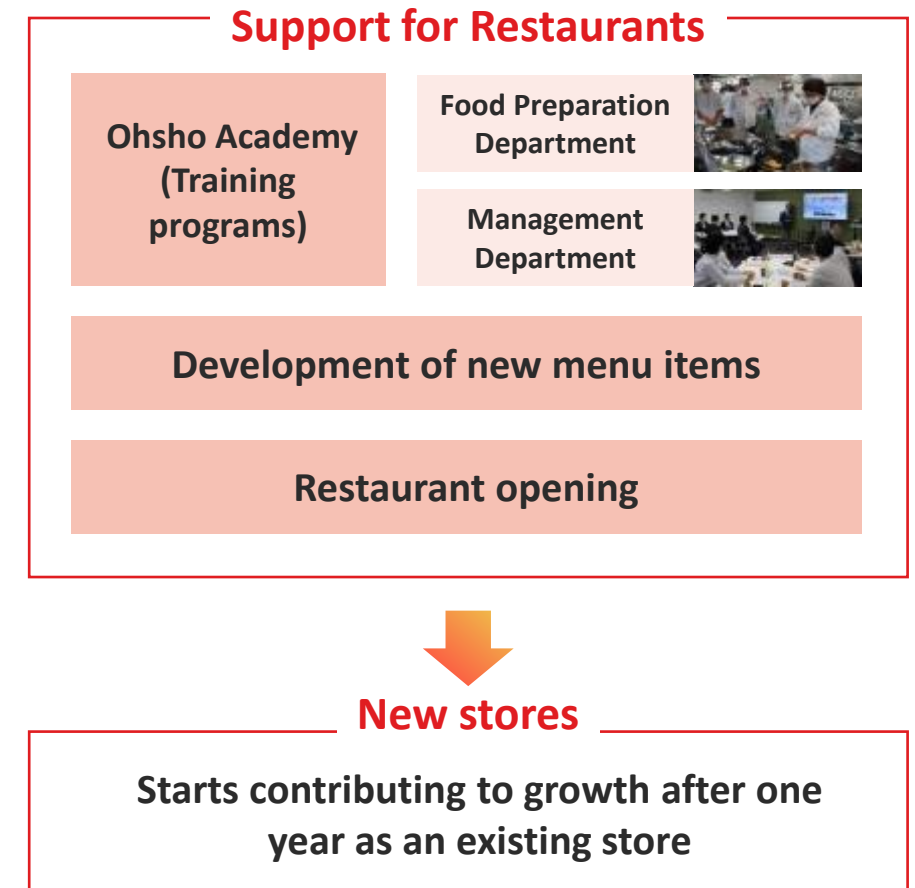 Support for Restaurants
Ohsho Academy
(Training
programs)
Food Preparation
Department
Management
Department
Development of new menu items
Restaurant opening
New stores
Starts contributing to growth after one
year as an existing store